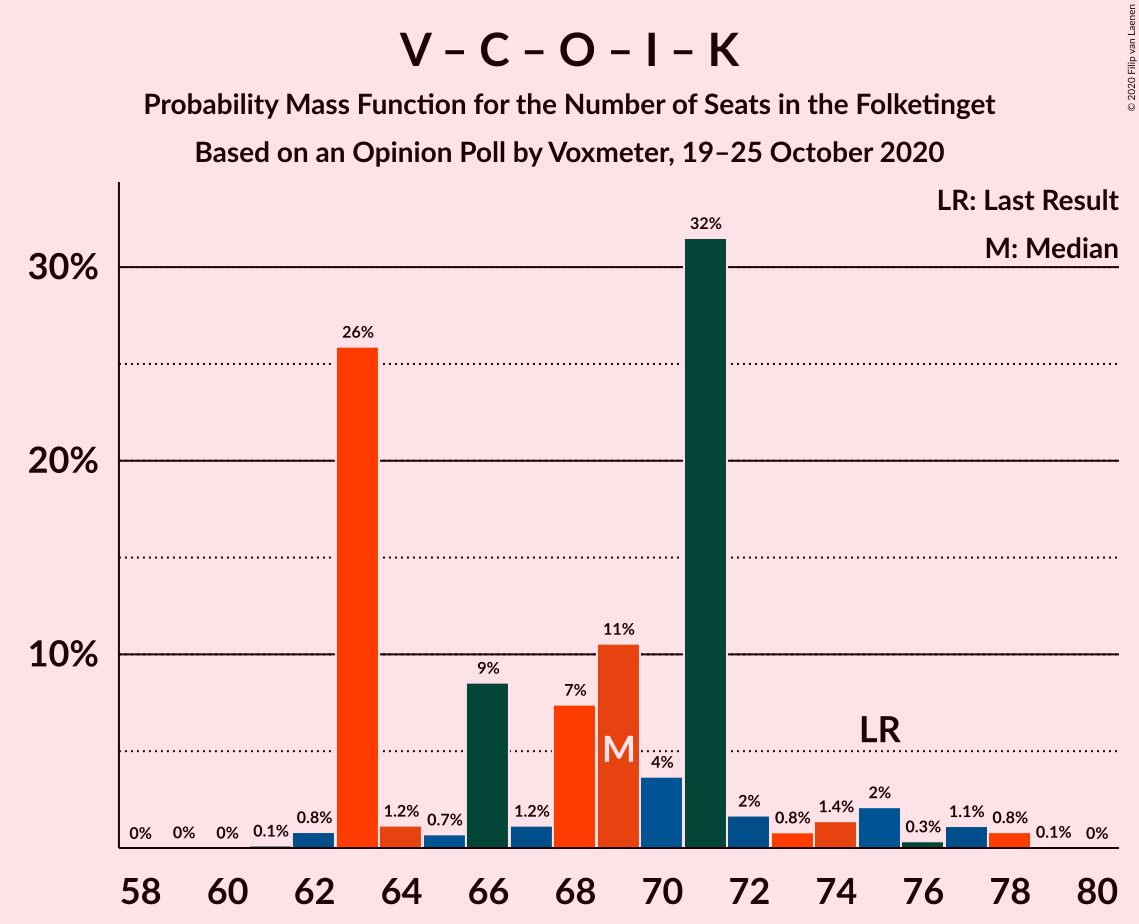 V – C – O – I – K
Probability Mass Function for the Number of Seats in the Folketinget
Based on an Opinion Poll by Voxmeter, 19–25 October 2020
© 2020 Filip van Laenen
LR: Last Result
M: Median
30%
20%
10%
0%
0%
0%
0.1%
0.8%
26%
1.2%
0.7%
9%
1.2%
7%
11%
4%
32%
2%
0.8%
1.4%
2%
0.3%
1.1%
0.8%
0.1%
0%
M
LR
58 60 62 64 66 68 70 72 74 76 78 80